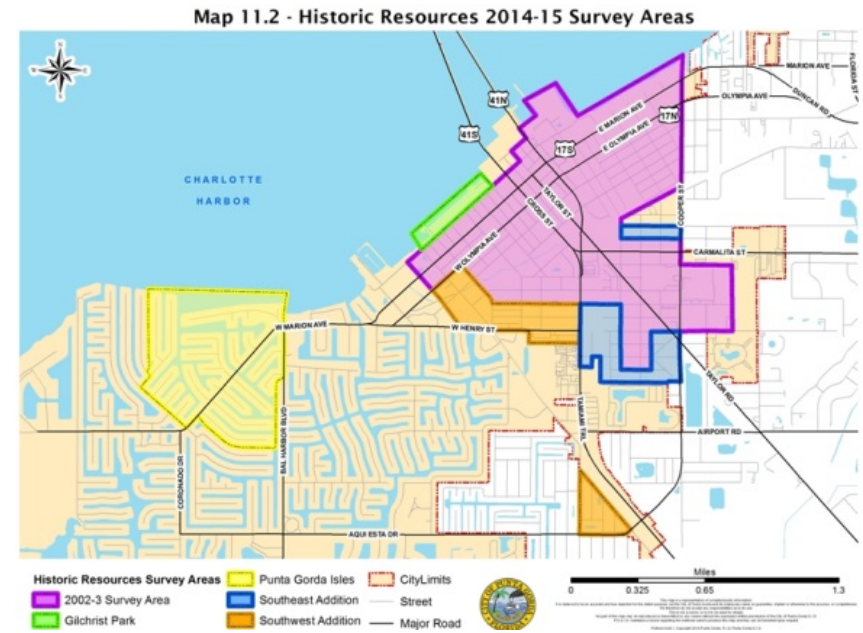 Map 11.2 - Historic Resources 2014-15 Survey Areas
MARION AVE
FLORIDA ST
DUNCAN RD
OLYMPIA AVE
41N
E MARION AVE
17N
41S
E OLYMPIA AVE
17S
CHARLOTTE
HARBOR
TAYLOR ST
COOPER ST
CROSS ST
W OLYMPIA AVE
CARMALITA ST
W MARION AVE
W HENRY ST
TAYLOR RD
BAL HARBOR BLVD
TAMIAMI TRL
AIRPORT RD
CORONADO DR
AQUI ESTA DR
Historic Resources Survey Areas
2002-3 Survey Area
Gilchrist Park
Punta Gorda Isles
Southeast Addition
Southwest Addition
CityLimits
Street
Major Road
Miles
0 0.325 0.65 1.3